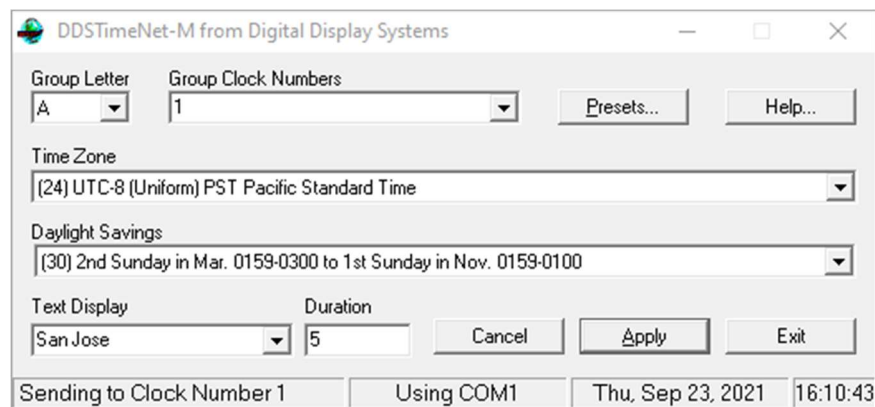 DDSTimeNet-M from Digital Display Systems
Group Letter Group Clock Numbers
A 1 Presets... Help...
Time Zone
(24) UTC-8 (Uniform) PST Pacific Standard Time
Daylight Savings
(30) 2nd Sunday in Mar. 0159-0300 to 1st Sunday in Nov. 0159-0100
Text Display Duration
San Jose 5 Cancel Apply Exit
Sending to Clock Number 1 Using COM1 Thu, Sep 23, 2021 16:10:43